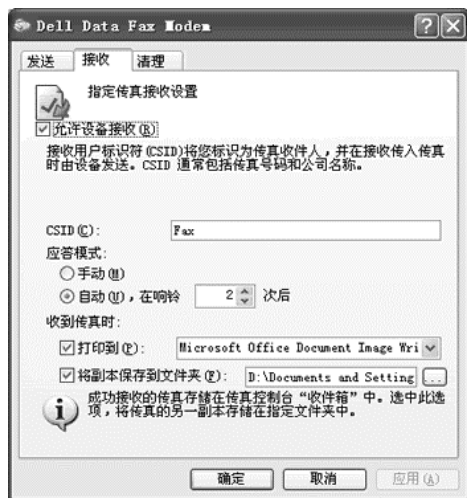 Dell Data Fax Modem
发送 接收 清理
指定传真接收设置
允许设备接收(R)
接收用户标识符(CSID)将您标识为传真收件人，并在接收传入传真
时由设备发送。CSID 通常包括传真号码和公司名称。
CSID(C): Fax
应答模式:
手动(M)
自动(U)，在响铃 2 次后
收到传真时:
打印到(P): Microsoft Office Document Image Wri
将副本保存到文件夹(F): D:\Documents and Setting ...
成功接收的传真存储在传真控制台“收件箱”中。选中此选
项，将传真的另一副本存储在指定文件夹中。
确定 取消 应用(A)